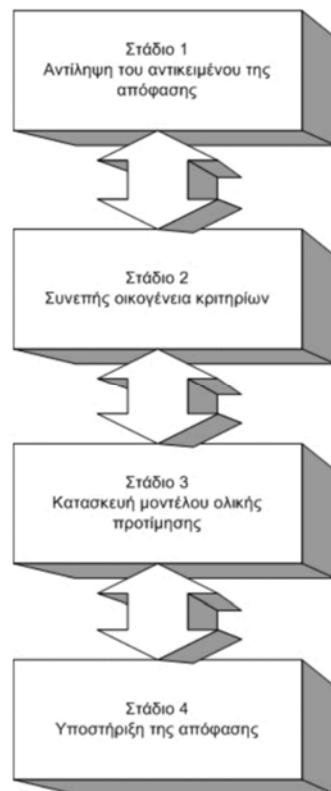 Στάδιο 1
Αντίληψη του αντικειμένου της
απόφασης
Στάδιο 2
Συνεπής οικογένεια κριτηρίων
Στάδιο 3
Κατασκευή μοντέλου ολικής
προτίμησης
Στάδιο 4
Υποστήριξη της απόφασης